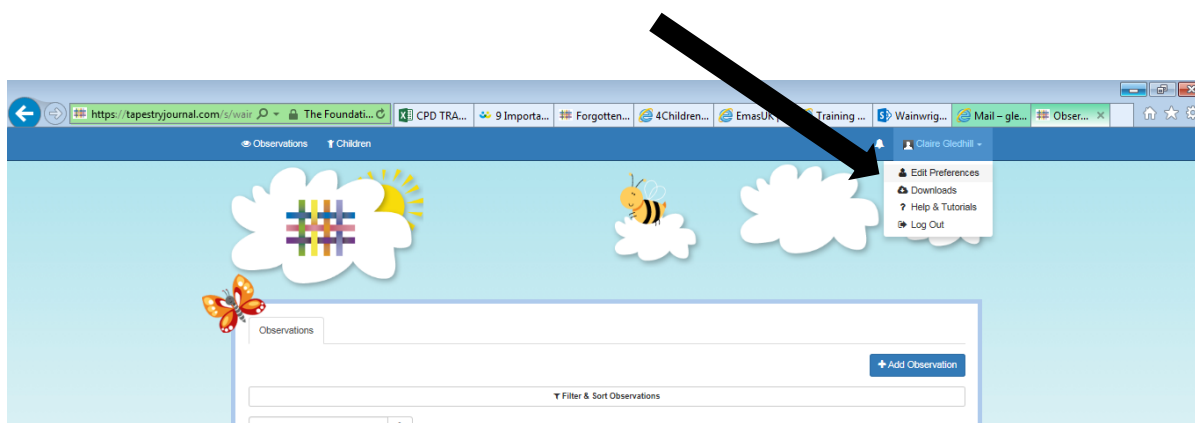 https://tapestryjournal.com/s/wair The Foundati... CPD TRA... 9 Importa... Forgotten... 4Children... EmasUK Training ... Wainwrig... Mail – gle... Obser...
Observations Children Claire Gledhill
Edit Preferences
Downloads
? Help & Tutorials
Log Out
Observations
+ Add Observation
Filter & Sort Observations